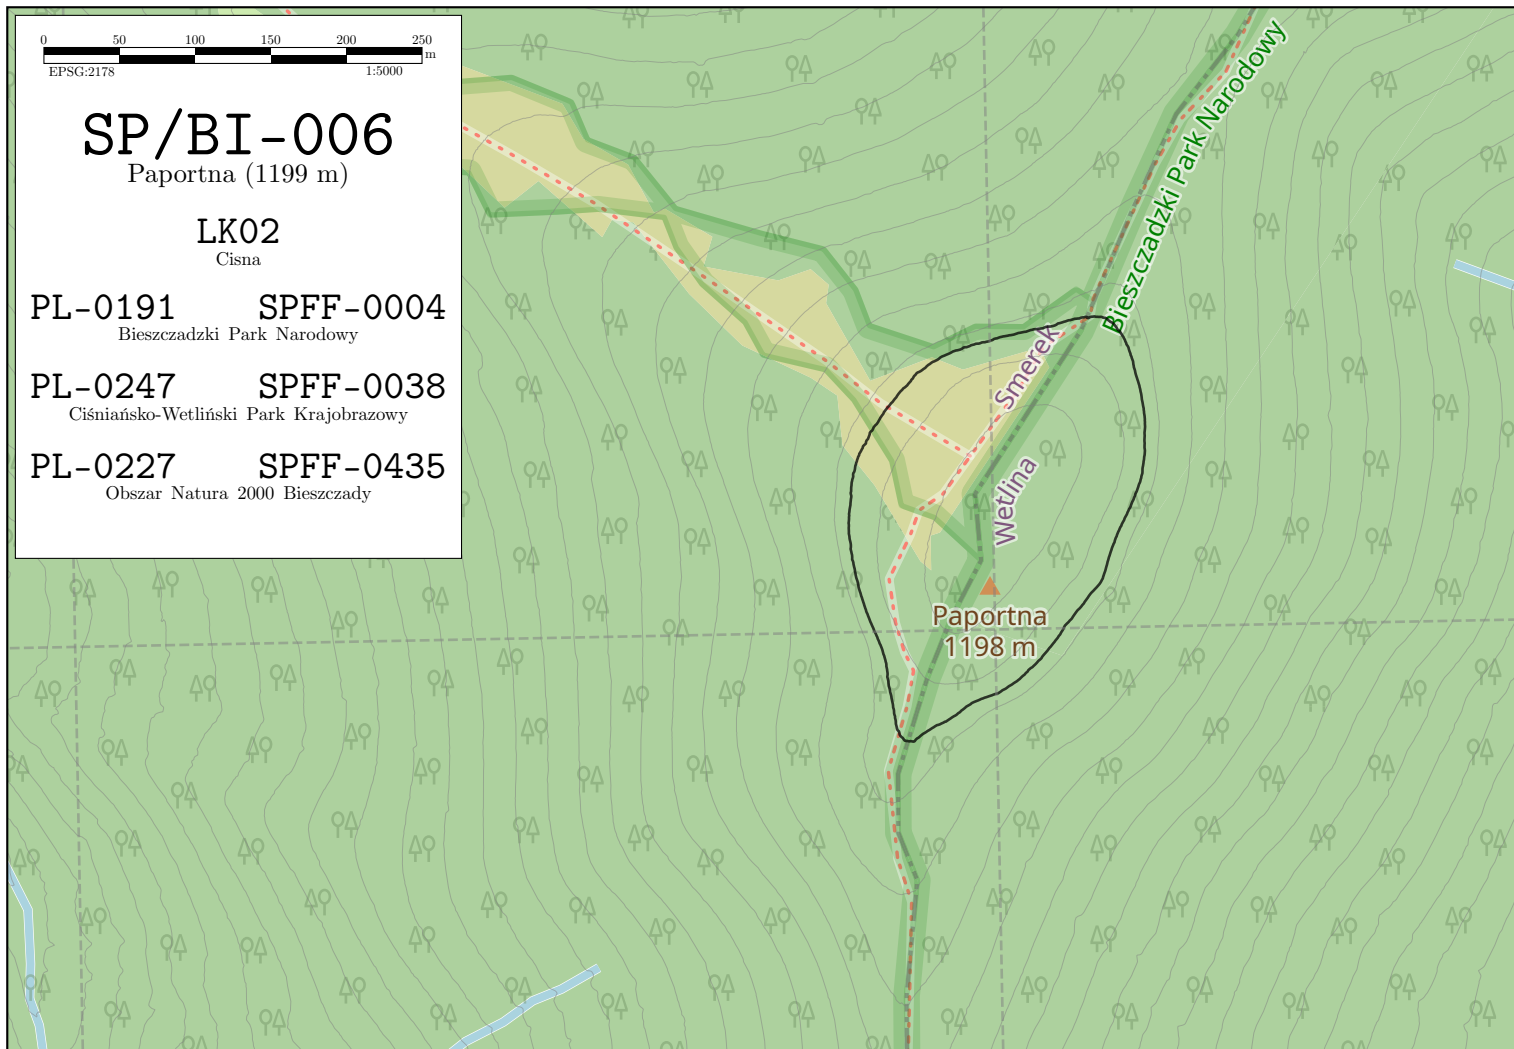 0 50 100 150 200 250
m
EPSG:2178 1:5000
SP/BI-006
Paportna (1199 m)
LK02
Cisna
PL-0191 SPFF-0004
Bieszczadzki Park Narodowy
PL-0247 SPFF-0038
Ciśniańsko-Wetliński Park Krajobrazowy
PL-0227 SPFF-0435
Obszar Natura 2000 Bieszczady
Bieszczadzki Park Narodowy
Smerek
Wetlina
Paportna
1198 m